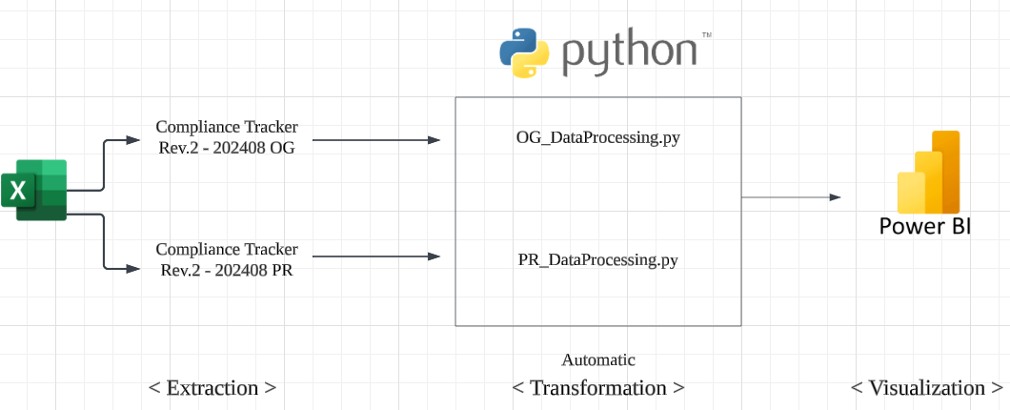 python™
Compliance Tracker
Rev.2 - 202408 OG
OG_DataProcessing.py
X
Power BI
Compliance Tracker
Rev.2 - 202408 PR
PR_DataProcessing.py
Automatic
< Extraction >
< Transformation >
< Visualization >